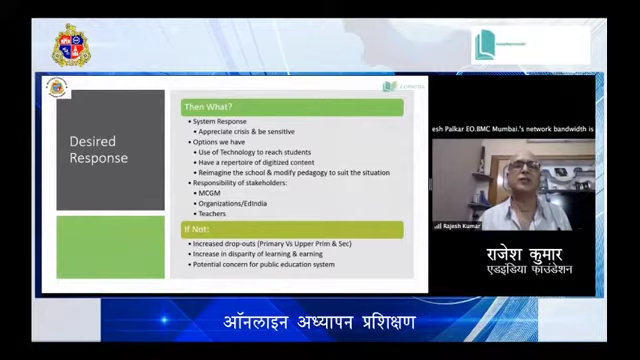 Desired
Response
Then What?
• System Response
• Appreciate crisis & be sensitive
• Options we have
• Use of Technology to reach students
• Have a repertoire of digitized content
• Reimagine the school & modify pedagogy to suit the situation
• Responsibility of stakeholders:
• MCGM
• Organizations/EdIndia
• Teachers
If Not:
• Increased drop-outs (Primary Vs Upper Prim & Sec)
• Increase in disparity of learning & earning
• Potential concern for public education system
esh Palkar EO.BMC Mumbai.'s network bandwidth is
Rajesh Kumar
राजेश कुमार
एडइंडिया फाउंडेशन
ऑनलाइन अध्यापन प्रशिक्षण